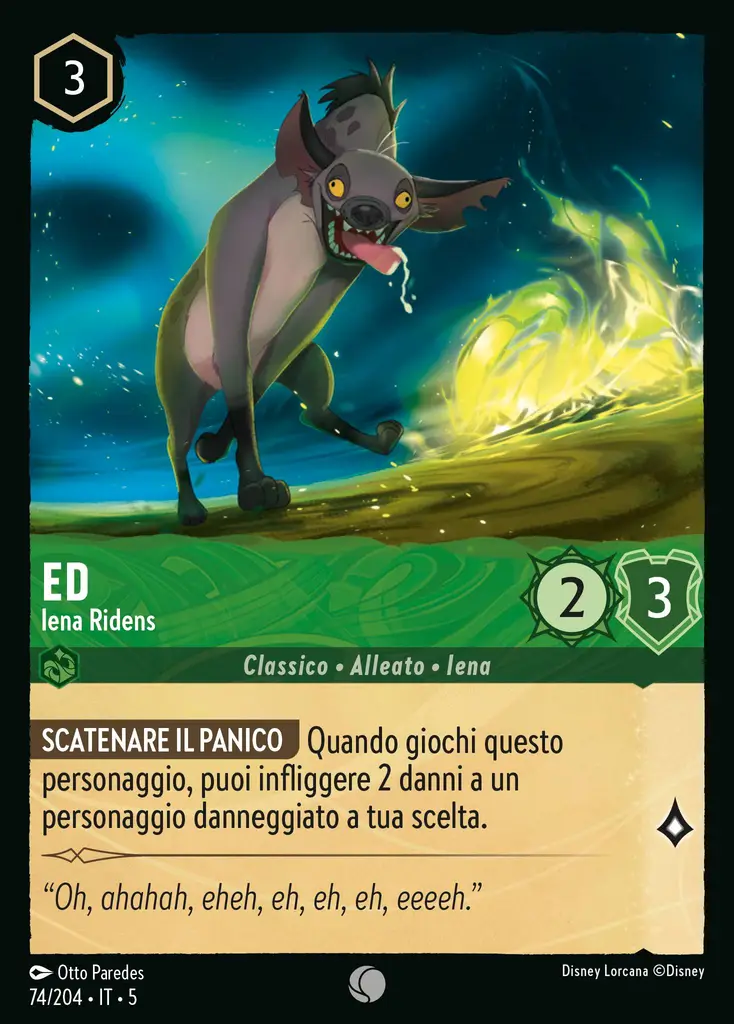 3
ED
Iena Ridens
2
3
Classico • Alleato • Iena
SCATENARE IL PANICO Quando giochi questo
personaggio, puoi infliggere 2 danni a un
personaggio danneggiato a tua scelta.
“Oh, ahahah, eheh, eh, eh, eh, eeeeh.”
Otto Paredes
Disney Lorcana ©Disney
74/204 • IT • 5